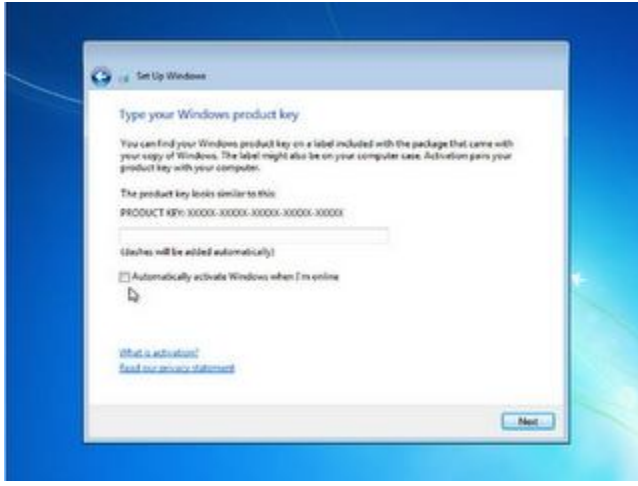 Set Up Windows
Type your Windows product key
You can find your Windows product key on a label included with the package that came with
your copy of Windows. The label might also be on your computer case. Activation pairs your
product key with your computer.
The product key looks similar to this:
PRODUCT KEY: XXXXX-XXXXX-XXXXX-XXXXX-XXXXX
(dashes will be added automatically)
Automatically activate Windows when I'm online
What is activation?
Read our privacy statement
Next